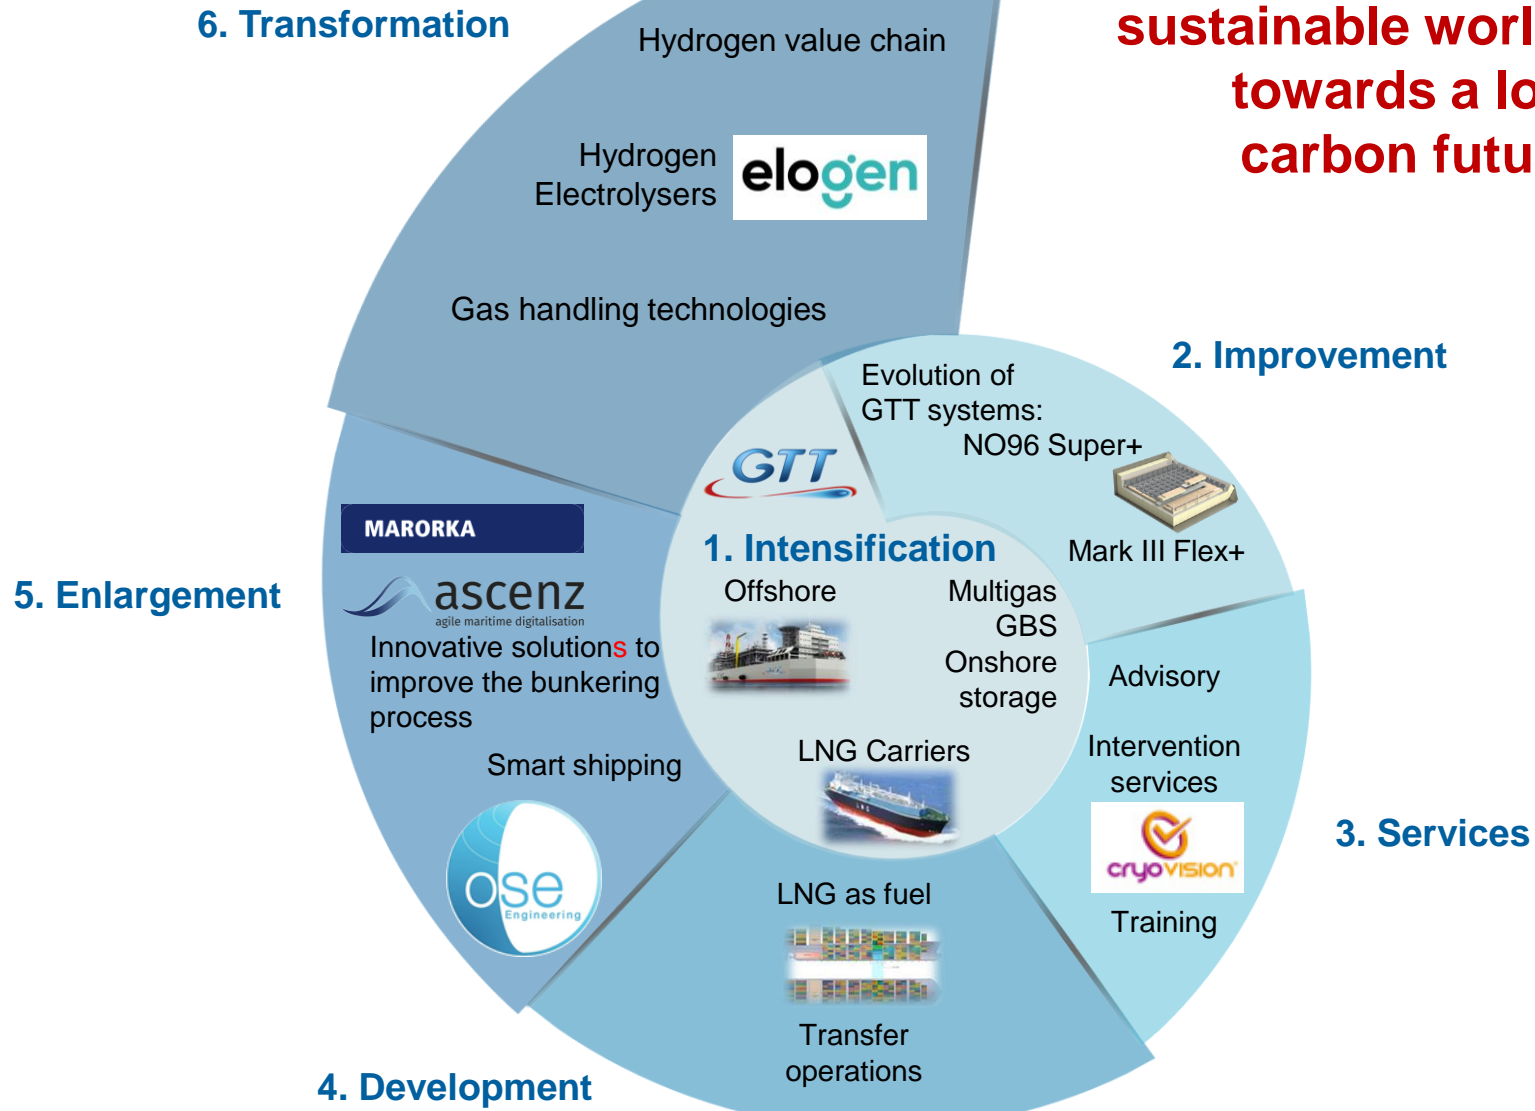 6. Transformation
Hydrogen value chain
sustainable worl
towards a lo
carbon futu
Hydrogen
Electrolysers
elogen
Gas handling technologies
2. Improvement
Evolution of
GTT systems:
NO96 Super+
Mark III Flex+
GTT
1. Intensification
Offshore
Multigas
GBS
Onshore
storage
LNG Carriers
MARORKA
5. Enlargement
ascenz
agile maritime digitalisation
Innovative solutions to
improve the bunkering
process
Smart shipping
ose
Engineering
Advisory
Intervention
services
cryovision
Training
3. Services
LNG as fuel
Transfer
operations
4. Development